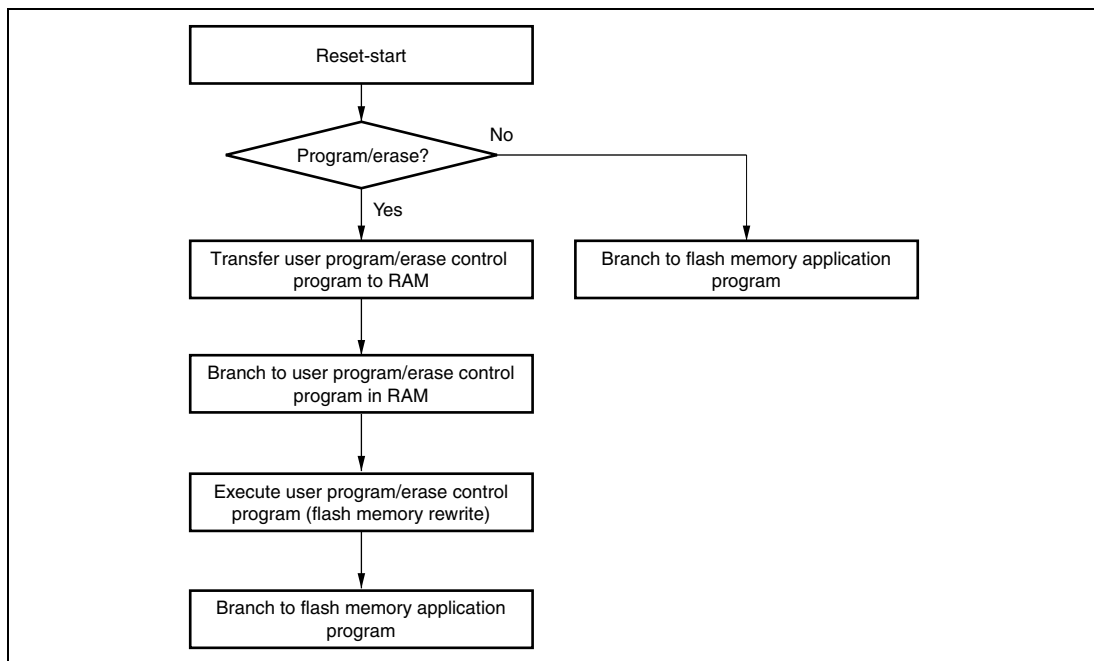 Reset-start
Program/erase?
No
Yes
Transfer user program/erase control
program to RAM
Branch to flash memory application
program
Branch to user program/erase control
program in RAM
Execute user program/erase control
program (flash memory rewrite)
Branch to flash memory application
program